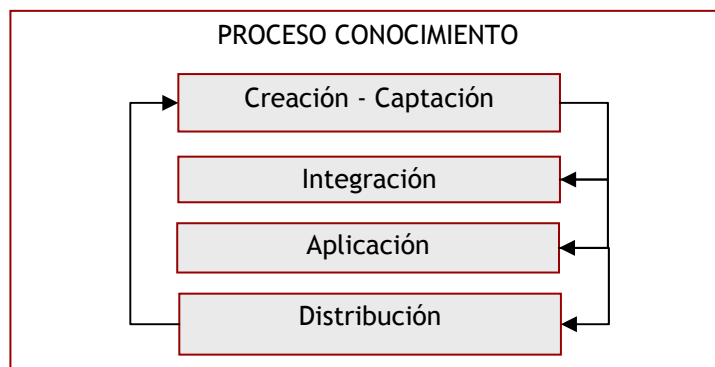 PROCESO CONOCIMIENTO
Creación - Captación
Integración
Aplicación
Distribución